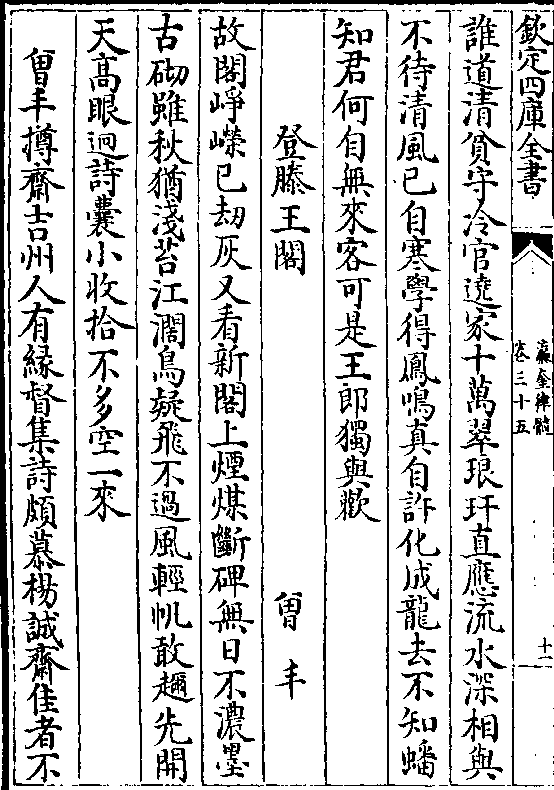 欽定四庫全書
瀛奎律髓
卷三十五
十二
誰道清貧守冷官遶家十萬翠琅玕直應流水深相與
不待清風已自寒學得鳳鳴真自許化成龍去不知蟠
知君何自無來客可是王郎獨與歡
登滕王閣
曾丰
故閣崢嶸已刼灰又看新閣上煙煤斷碑無日不濃墨
古砌雖秋猶淺苔江濶鳥疑飛不過風輕㠶敢趰先開
天髙眼迥詩囊小收拾不多空一來
曾丰撙齋吉州人有緣督集詩頗慕楊誠齋佳者不